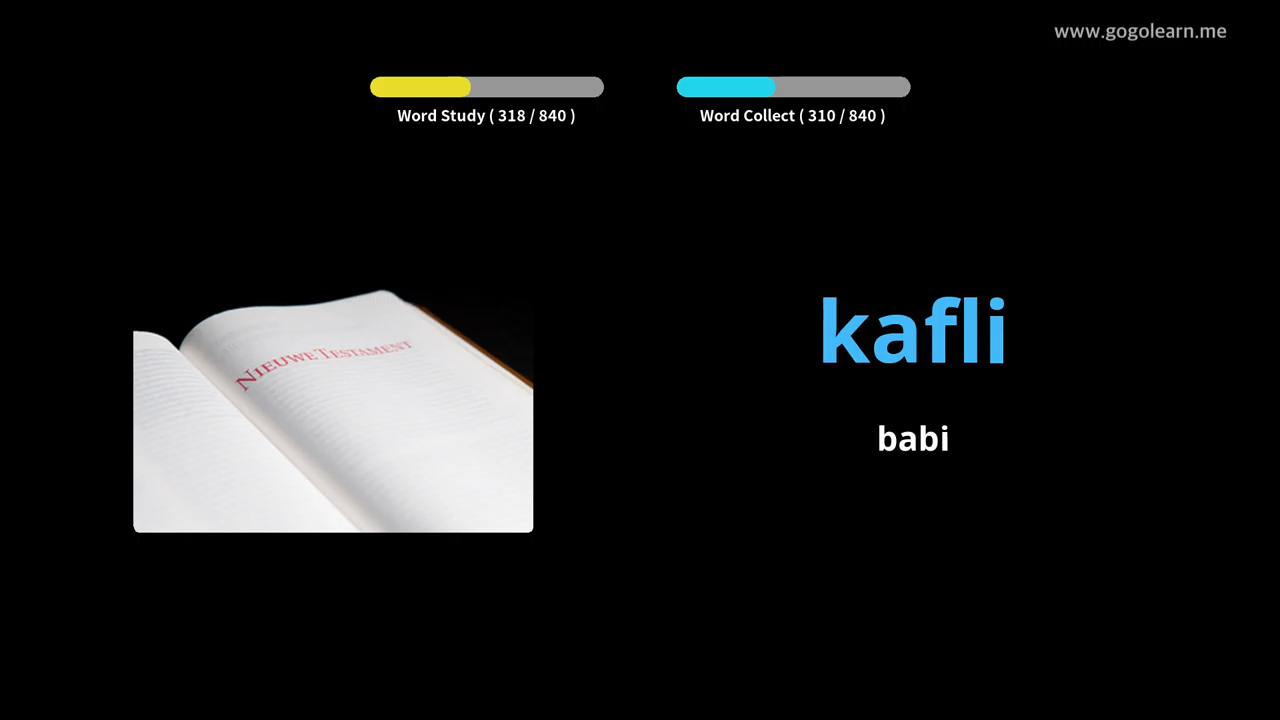 www.gogolearn.me
Word Study ( 318 / 840 )
Word Collect ( 310 / 840 )
NIEUWE TESTAMENT
kafli
babi